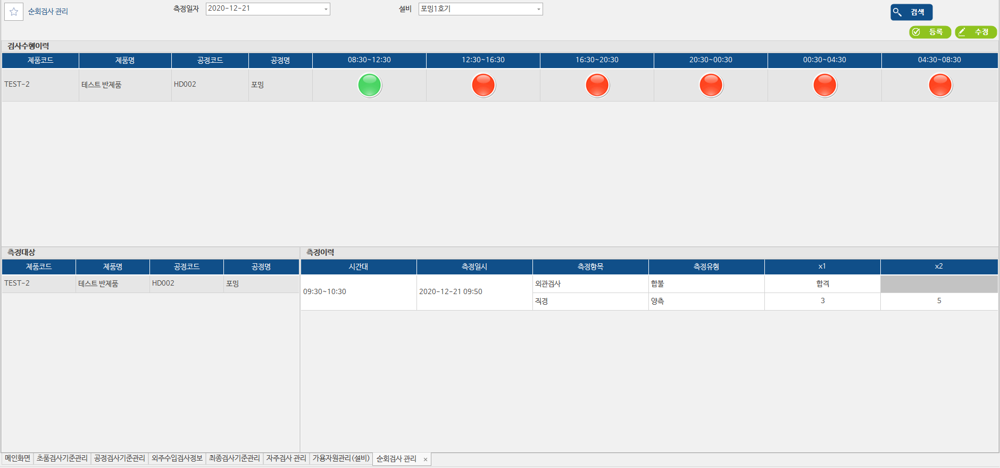 순회검사 관리 측정일자 2020-12-21 설비 포밍1호기 검색
등록 수정
검사수행이력
제품코드 제품명 공정코드 공정명 08:30~12:30 12:30~16:30 16:30~20:30 20:30~00:30 00:30~04:30 04:30~08:30
TEST-2 테스트 반제품 HD002 포밍
측정대상 측정이력
제품코드 제품명 공정코드 공정명 시간대 측정일시 측정항목 측정유형 x1 x2
TEST-2 테스트 반제품 HD002 포밍 09:30~10:30 2020-12-21 09:50 외관검사 합불 합격
직경 양측 3 5
메인화면 초품검사기준관리 공정검사기준관리 외주수입검사정보 최종검사기준관리 자주검사 관리 가용자원관리(설비) 순회검사 관리 ×